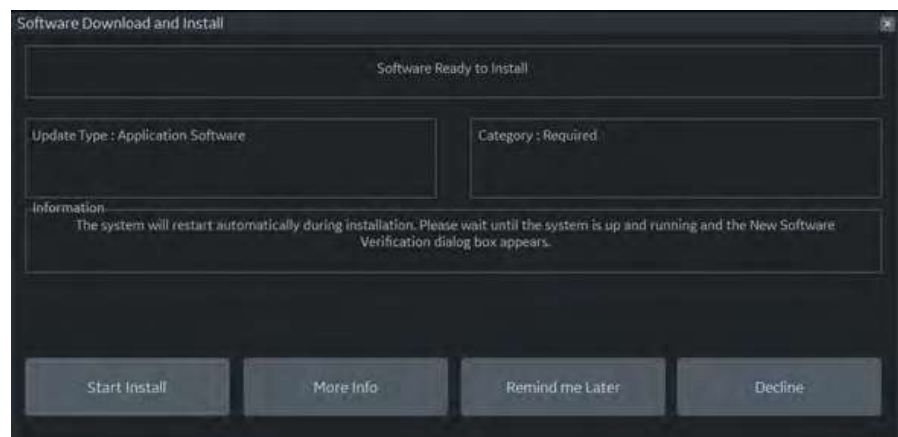 Software Download and Install
Software Ready to Install
Update Type : Application Software
Category : Required
Information
The system will restart automatically during installation. Please wait until the system is up and running and the New Software
Verification dialog box appears.
Start Install
More Info
Remind me Later
Decline